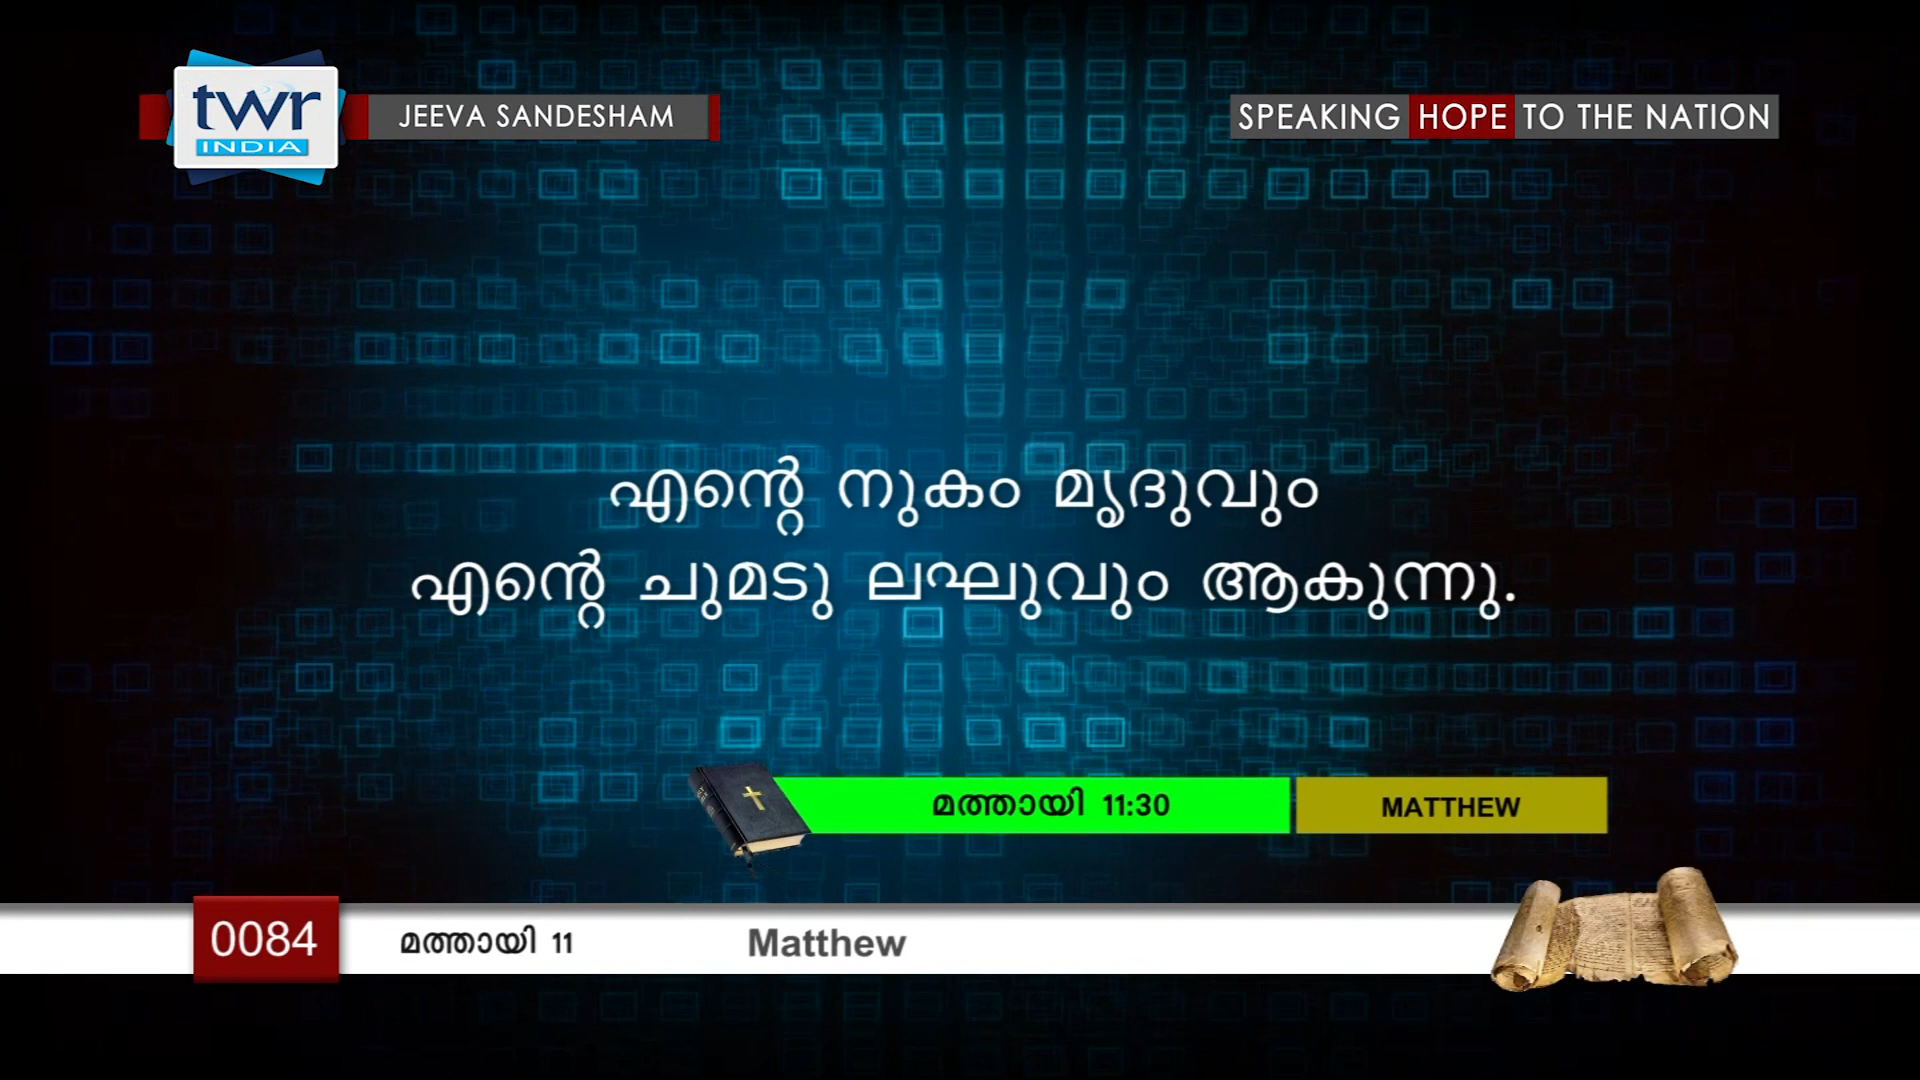 twr
INDIA
JEEVA SANDESHAM
SPEAKING HOPE TO THE NATION
എന്റെ നുകം മൃദുവും
എന്റെ ചുമടു ലഘുവും ആകുന്നു.
മത്തായി 11:30
MATTHEW
0084
മത്തായി 11
Matthew